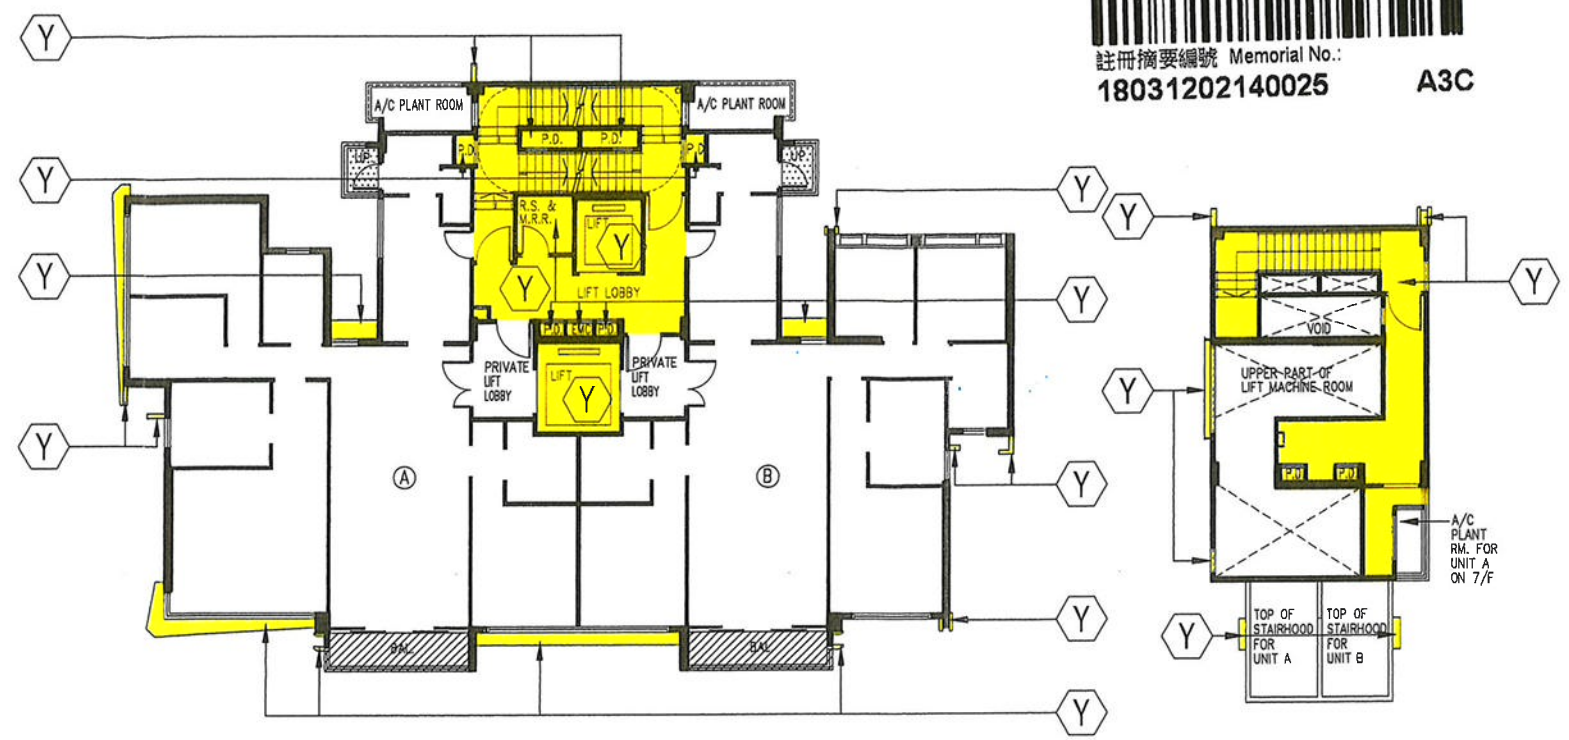 註冊摘要編號 Memorial No.:
18031202140025 A3C
Y
A/C PLANT ROOM
A/C PLANT ROOM
P.D.
P.D.
P.D.
P.D.
UP
UP
Y
Y
Y
R.S. &
M.R.R.
LIFT
Y
Y
LIFT LOBBY
Y
Y
P.D.
EMC
P.D.
PRIVATE
LIFT
LOBBY
LIFT
Y
PRIVATE
LIFT
LOBBY
Y
A
B
Y
BAL
BAL
Y
Y
Y
Y
VOID
Y
UPPER PART OF
LIFT MACHINE ROOM
P.D
P.D
A/C
PLANT
RM. FOR
UNIT A
ON 7/F
Y
TOP OF
STAIRHOOD
FOR
UNIT A
TOP OF
STAIRHOOD
FOR
UNIT B